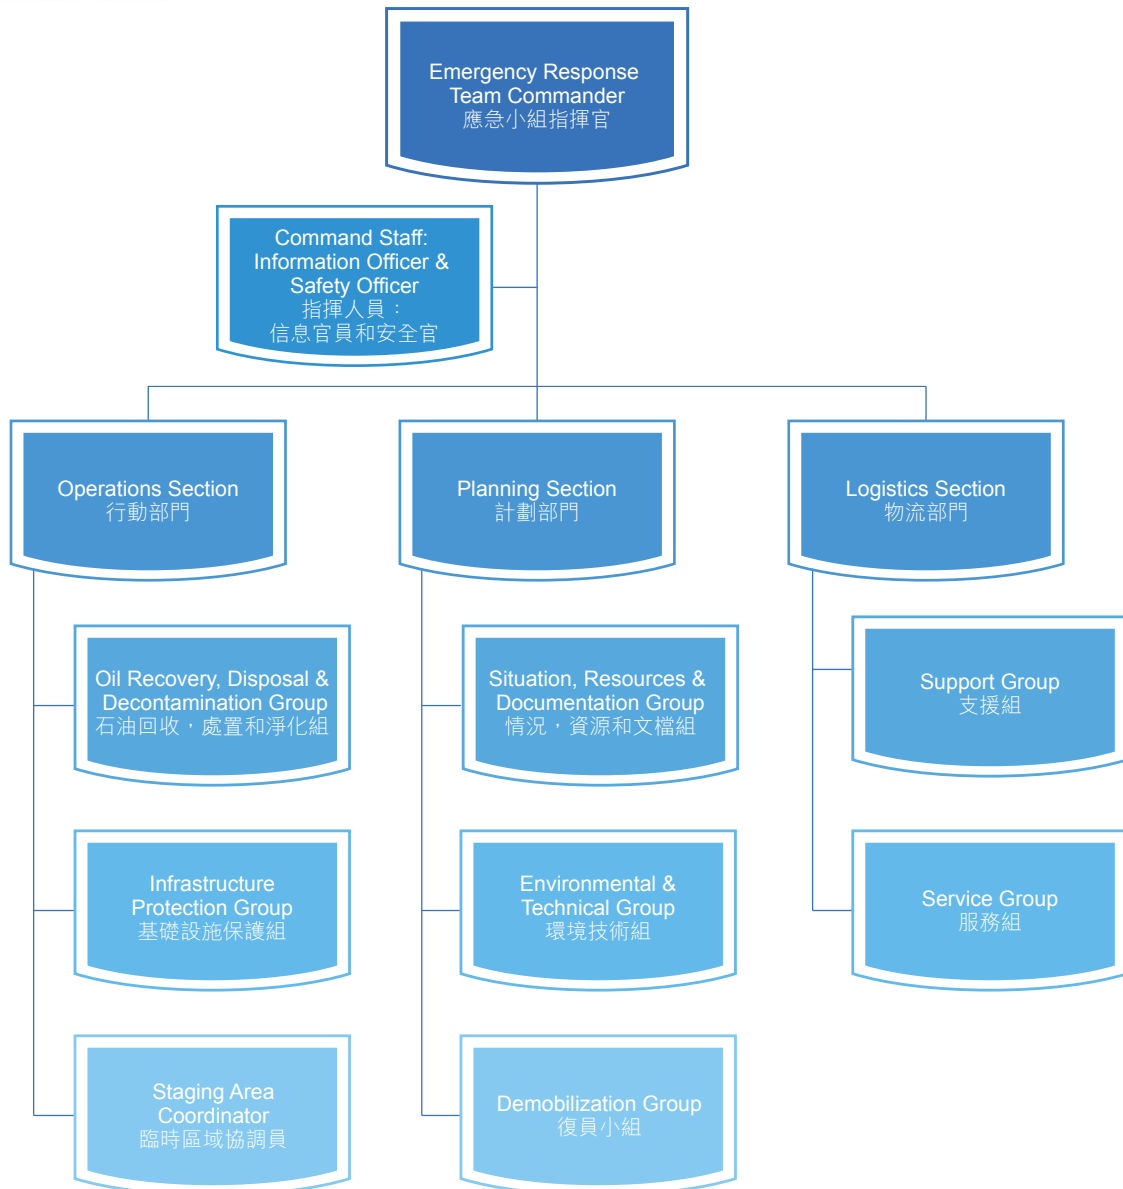 Emergency Response
Team Commander
應急小組指揮官
Command Staff:
Information Officer &
Safety Officer
指揮人員：
信息官員和安全官
Operations Section
行動部門
Planning Section
計劃部門
Logistics Section
物流部門
Oil Recovery, Disposal &
Decontamination Group
石油回收，處置和淨化組
Situation, Resources &
Documentation Group
情況，資源和文檔組
Support Group
支援組
Infrastructure
Protection Group
基礎設施保護組
Environmental &
Technical Group
環境技術組
Service Group
服務組
Staging Area
Coordinator
臨時區域協調員
Demobilization Group
復員小組